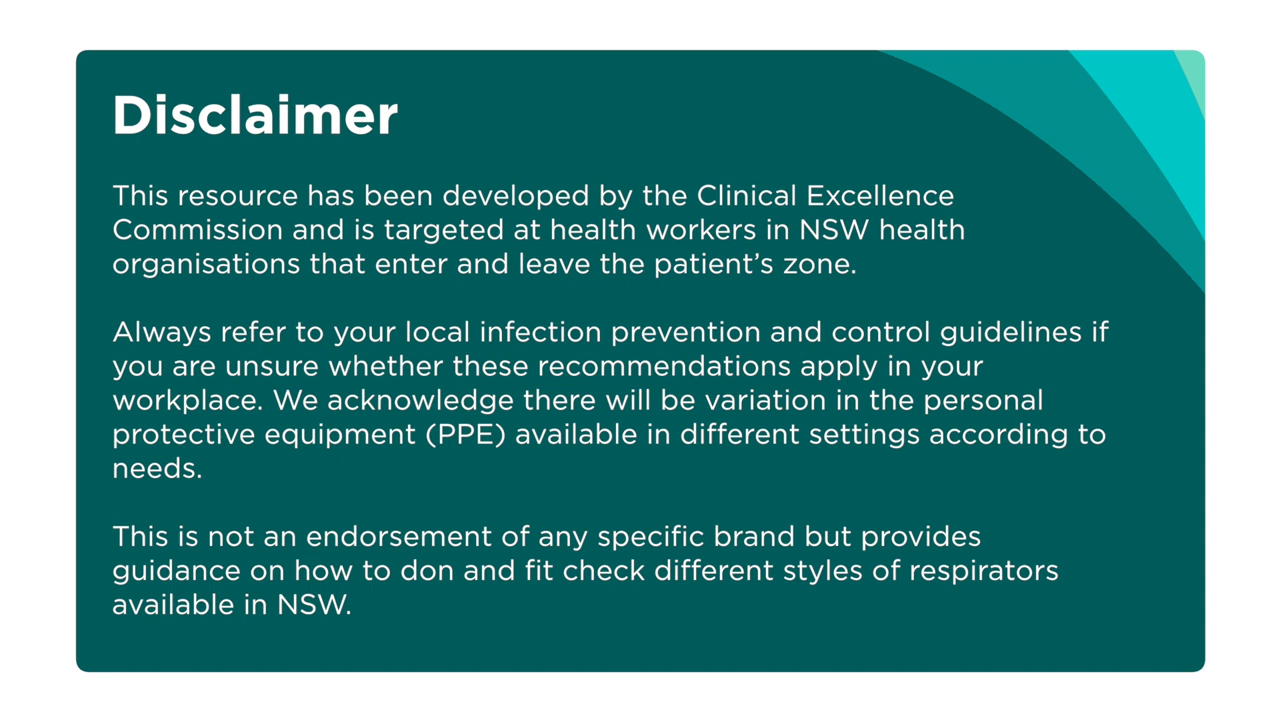 Disclaimer
This resource has been developed by the Clinical Excellence
Commission and is targeted at health workers in NSW health
organisations that enter and leave the patient’s zone.
Always refer to your local infection prevention and control guidelines if
you are unsure whether these recommendations apply in your
workplace. We acknowledge there will be variation in the personal
protective equipment (PPE) available in different settings according to
needs.
This is not an endorsement of any specific brand but provides
guidance on how to don and fit check different styles of respirators
available in NSW.